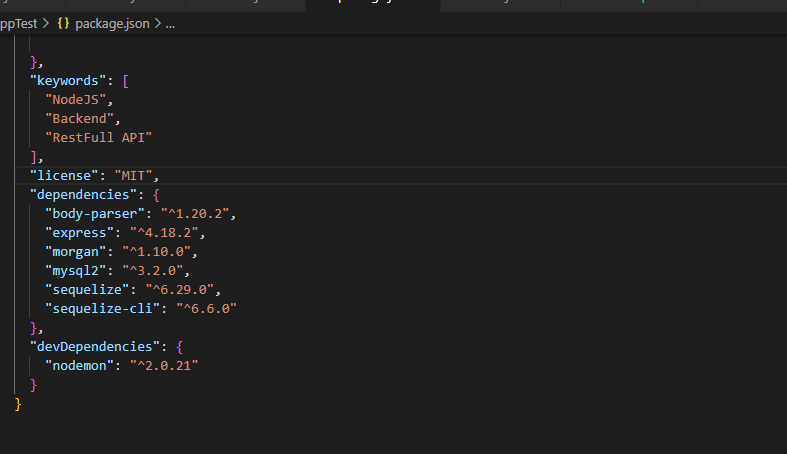 ppTest > {} package.json > ...
},
"keywords": [
"NodeJS",
"Backend",
"RestFull API"
],
"license": "MIT",
"dependencies": {
"body-parser": "^1.20.2",
"express": "^4.18.2",
"morgan": "^1.10.0",
"mysql2": "^3.2.0",
"sequelize": "^6.29.0",
"sequelize-cli": "^6.6.0"
},
"devDependencies": {
"nodemon": "^2.0.21"
}
}